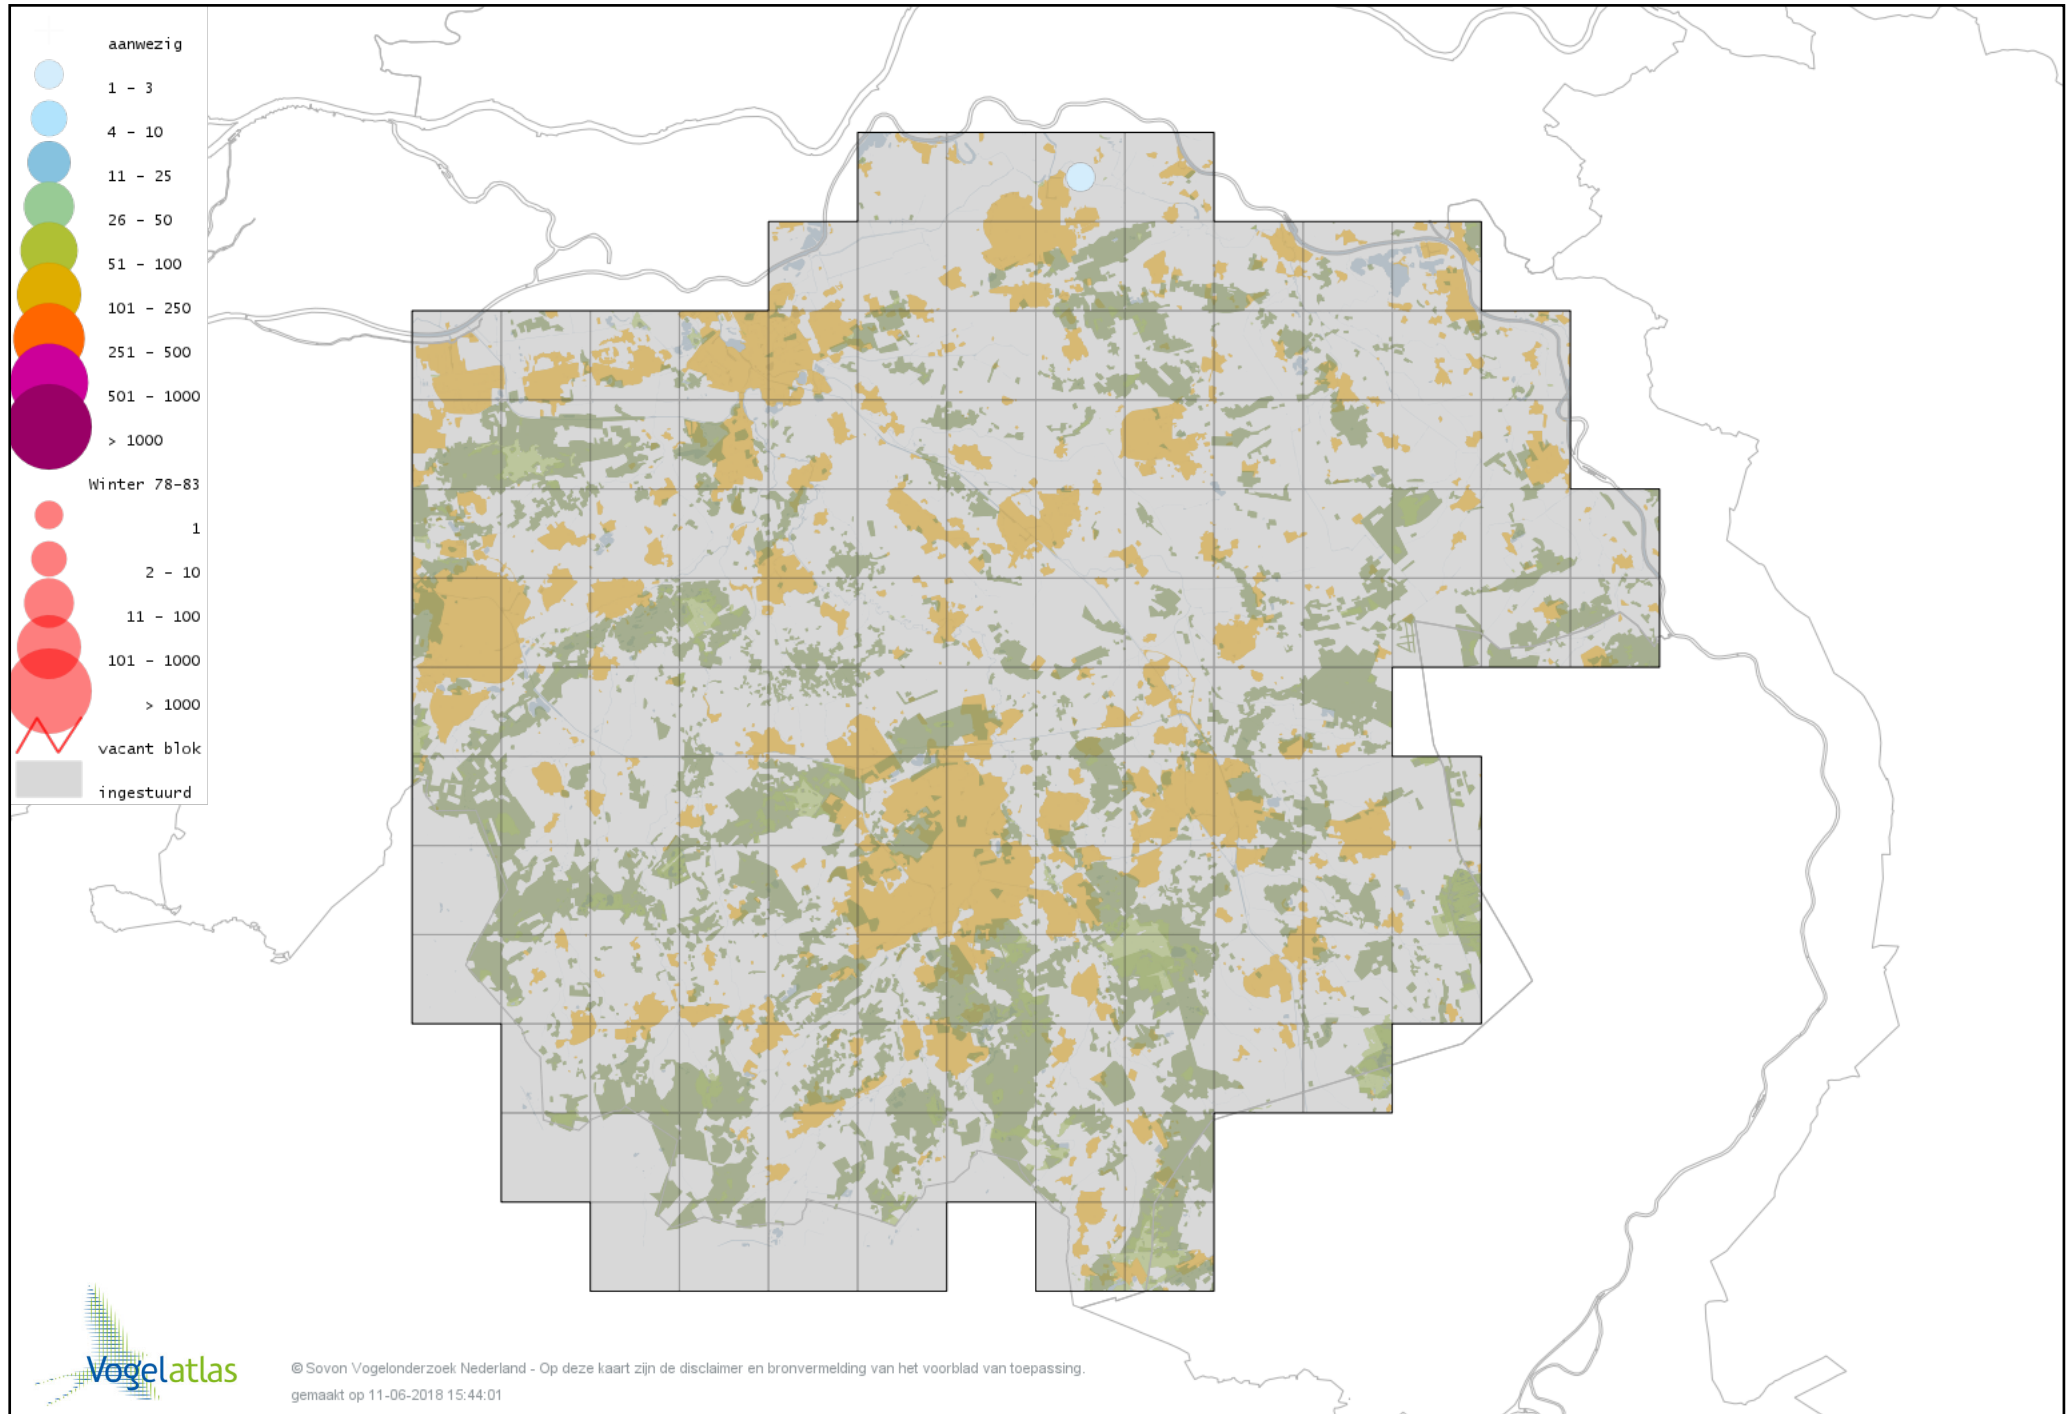 aanwezig
1 - 3
4 - 10
11 - 25
26 - 50
51 - 100
101 - 250
251 - 500
501 - 1000
> 1000
Winter 78-83
1
2 - 10
11 - 100
101 - 1000
> 1000
vacant blok
ingestuurd
Vogelatlas
© Sovon Vogelonderzoek Nederland - Op deze kaart zijn de disclaimer en bronvermelding van het voorblad van toepassing.
gemaakt op 11-06-2018 15:44:01